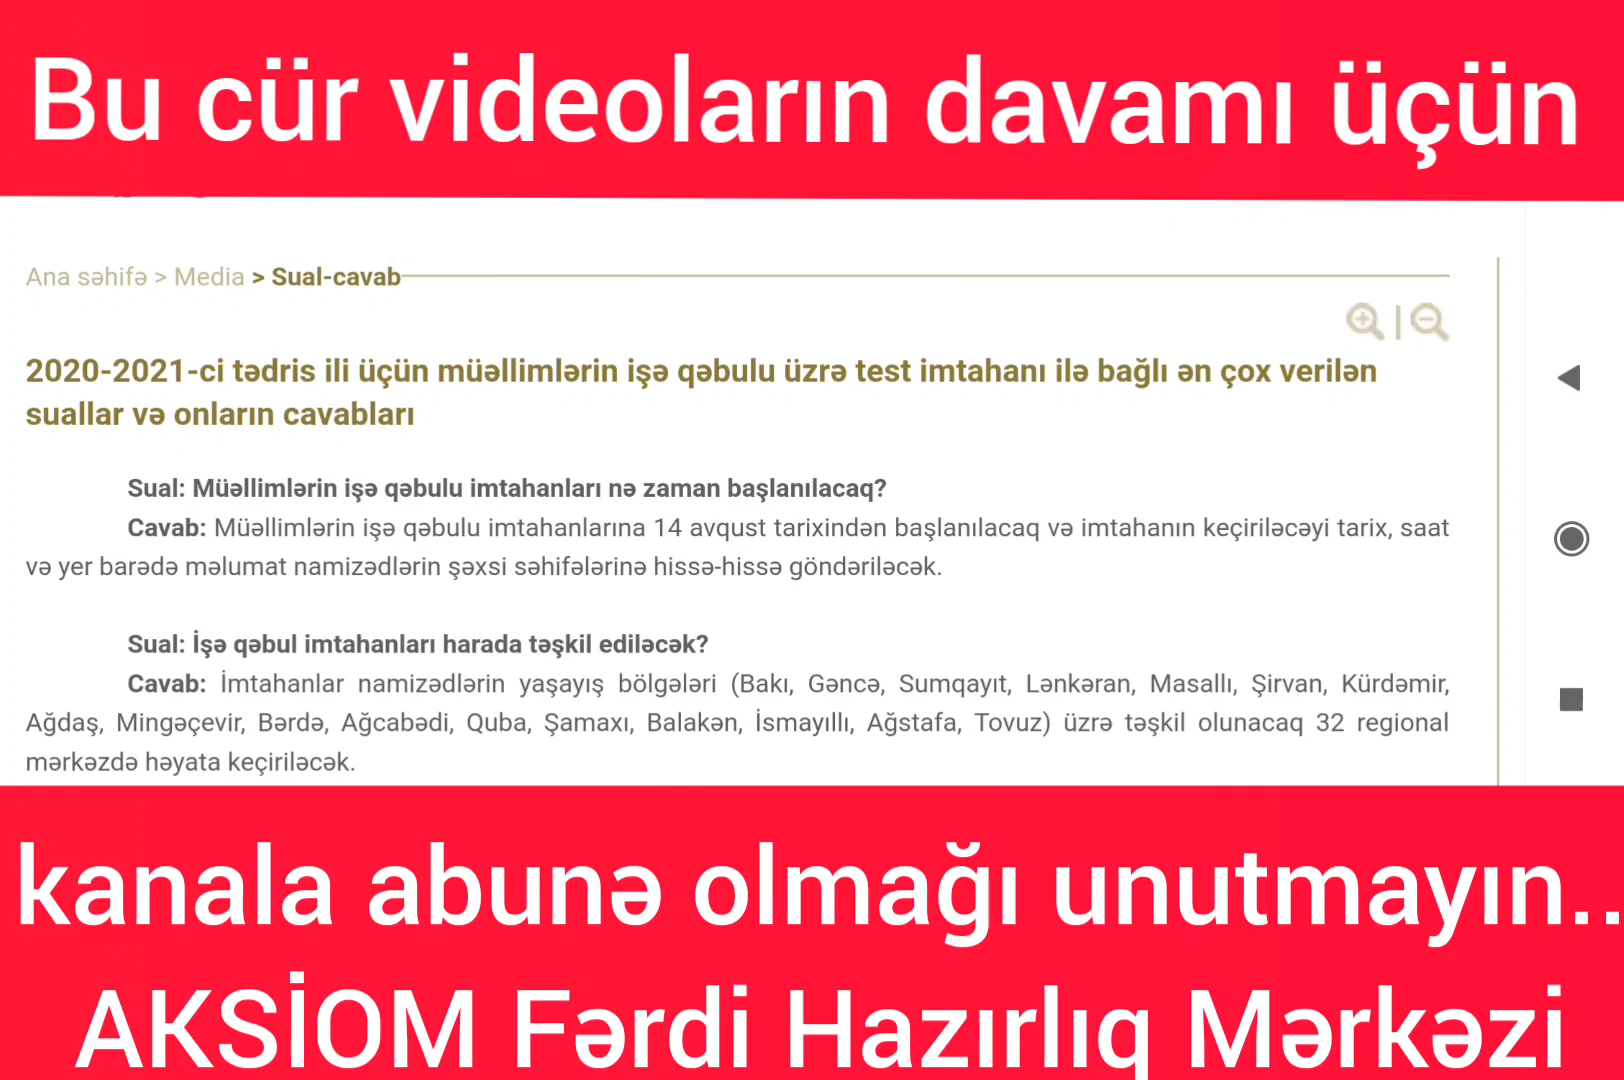 Bu cür videoların davamı üçün
Ana səhifə > Media > Sual-cavab
2020-2021-ci tədris ili üçün müəllimlərin işə qəbulu üzrə test imtahanı ilə bağlı ən çox verilən
suallar və onların cavabları
Sual: Müəllimlərin işə qəbulu imtahanları nə zaman başlanılacaq?
Cavab: Müəllimlərin işə qəbulu imtahanlarına 14 avqust tarixindən başlanılacaq və imtahanın keçiriləcəyi tarix, saat
və yer barədə məlumat namizədlərin şəxsi səhifələrinə hissə-hissə göndəriləcək.
Sual: İşə qəbul imtahanları harada təşkil ediləcək?
Cavab: İmtahanlar namizədlərin yaşayış bölgələri (Bakı, Gəncə, Sumqayıt, Lənkəran, Masallı, Şirvan, Kürdəmir,
Ağdaş, Mingəçevir, Bərdə, Ağcabədi, Quba, Şamaxı, Balakən, İsmayıllı, Ağstafa, Tovuz) üzrə təşkil olunacaq 32 regional
mərkəzdə həyata keçiriləcək.
kanala abunə olmağı unutmayın..
AKSİOM Fərdi Hazırlıq Mərkəzi